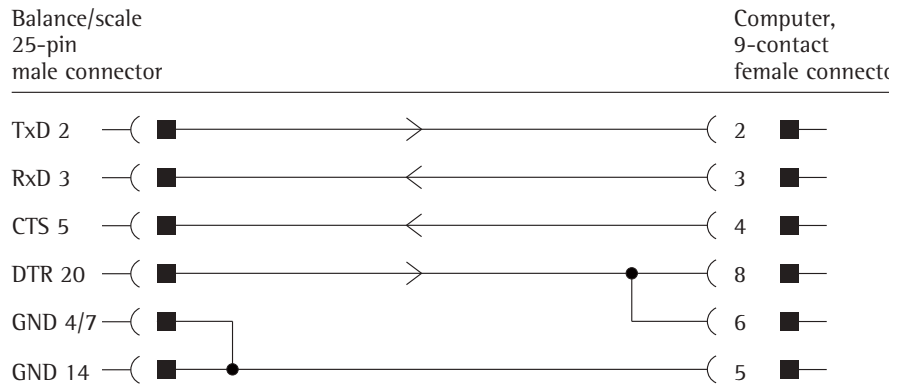 Balance/scale
25-pin
male connector
Computer,
9-contact
female connecto
TxD 2
2
RxD 3
3
CTS 5
4
DTR 20
8
GND 4/7
6
GND 14
5